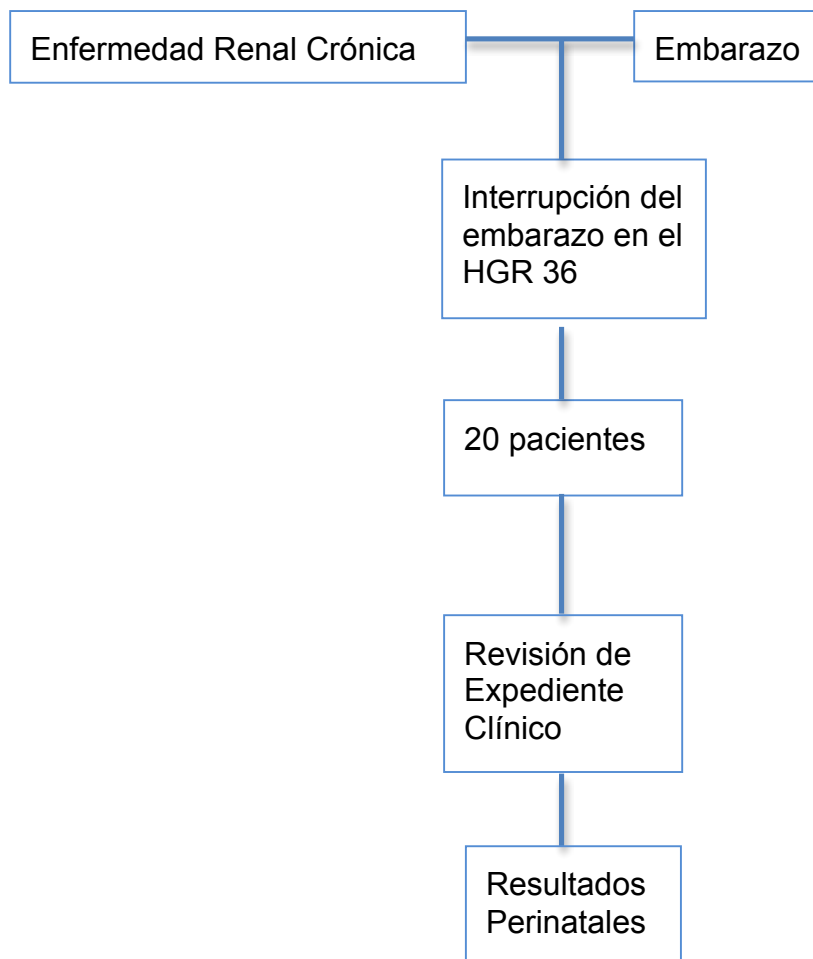 Enfermedad Renal Crónica
Embarazo
Interrupción del
embarazo en el
HGR 36
20 pacientes
Revisión de
Expediente
Clínico
Resultados
Perinatales